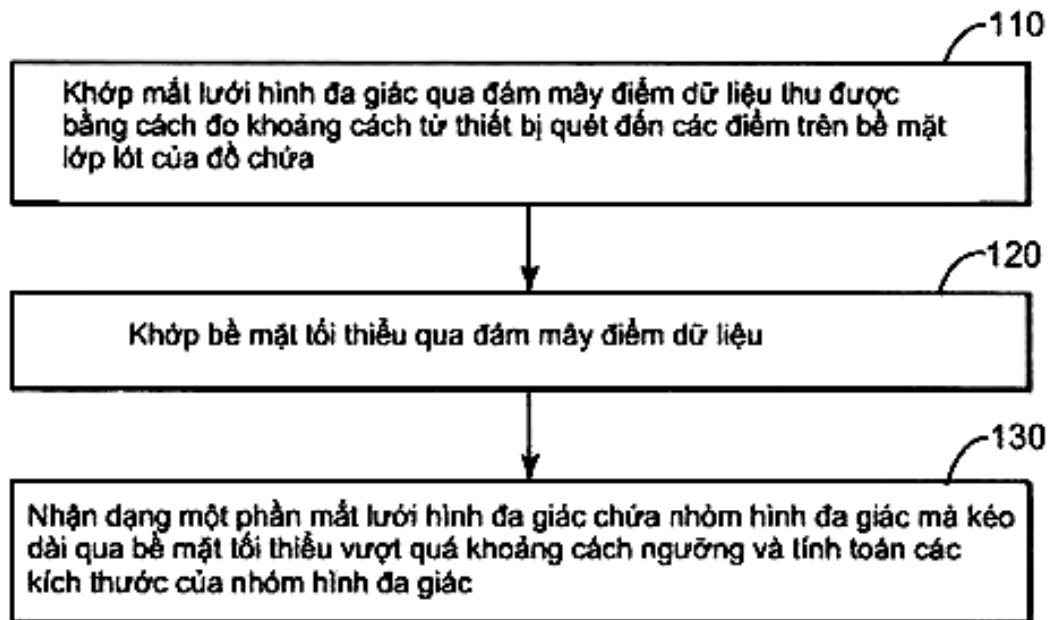 110
Khớp mắt lưới hình đa giác qua đám mây điểm dữ liệu thu được
bằng cách đo khoảng cách từ thiết bị quét đến các điểm trên bề mặt
lớp lót của đồ chứa
120
Khớp bề mặt tối thiểu qua đám mây điểm dữ liệu
130
Nhận dạng một phần mắt lưới hình đa giác chứa nhóm hình đa giác mà kéo
dài qua bề mặt tối thiểu vượt quá khoảng cách ngưỡng và tính toán các
kích thước của nhóm hình đa giác